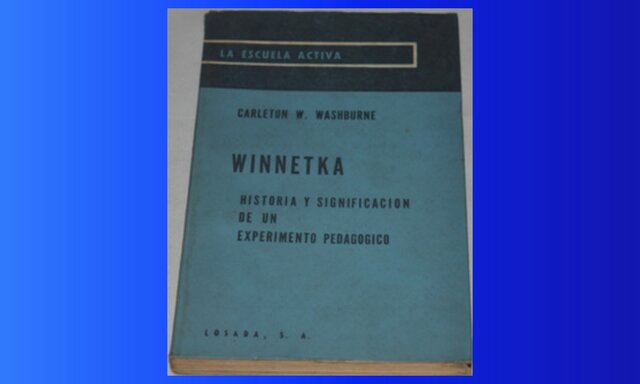 LA ESCUELA ACTIVA
CARLETON W. WASHBURNE
WINNETKA
HISTORIA Y SIGNIFICACION
DE UN
EXPERIMENTO PEDAGOGICO
LOSADA, S. A.